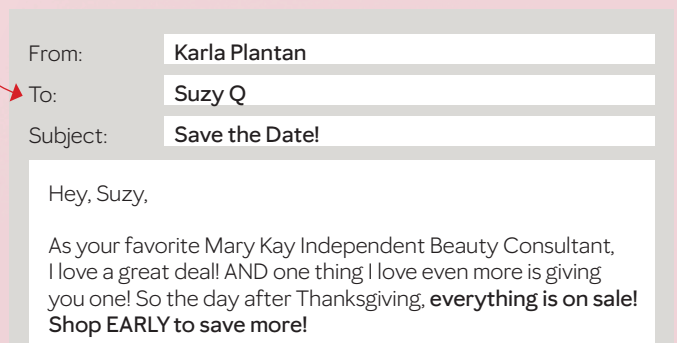 From: Karla Plantan
To: Suzy Q
Subject: Save the Date!
Hey, Suzy,
As your favorite Mary Kay Independent Beauty Consultant,
I love a great deal! AND one thing I love even more is giving
you one! So the day after Thanksgiving, everything is on sale!
Shop EARLY to save more!